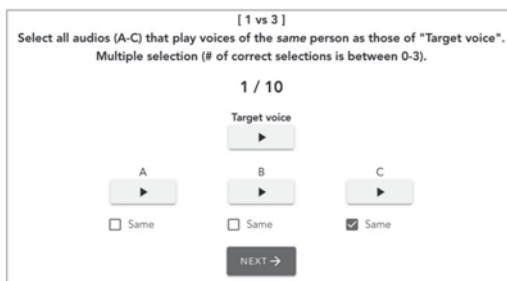 [ 1 vs 3 ]
Select all audios (A-C) that play voices of the same person as those of "Target voice".
Multiple selection (# of correct selections is between 0-3).
1 / 10
Target voice
A B C
Same Same Same
NEXT →